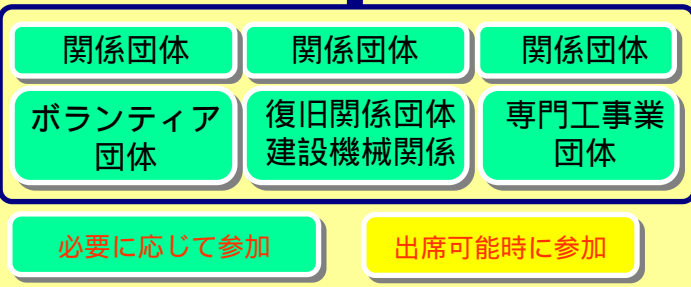 関係団体
関係団体
関係団体
ボランティア
団体
復旧関係団体
建設機械関係
専門工事業
団体
必要に応じて参加
出席可能時に参加